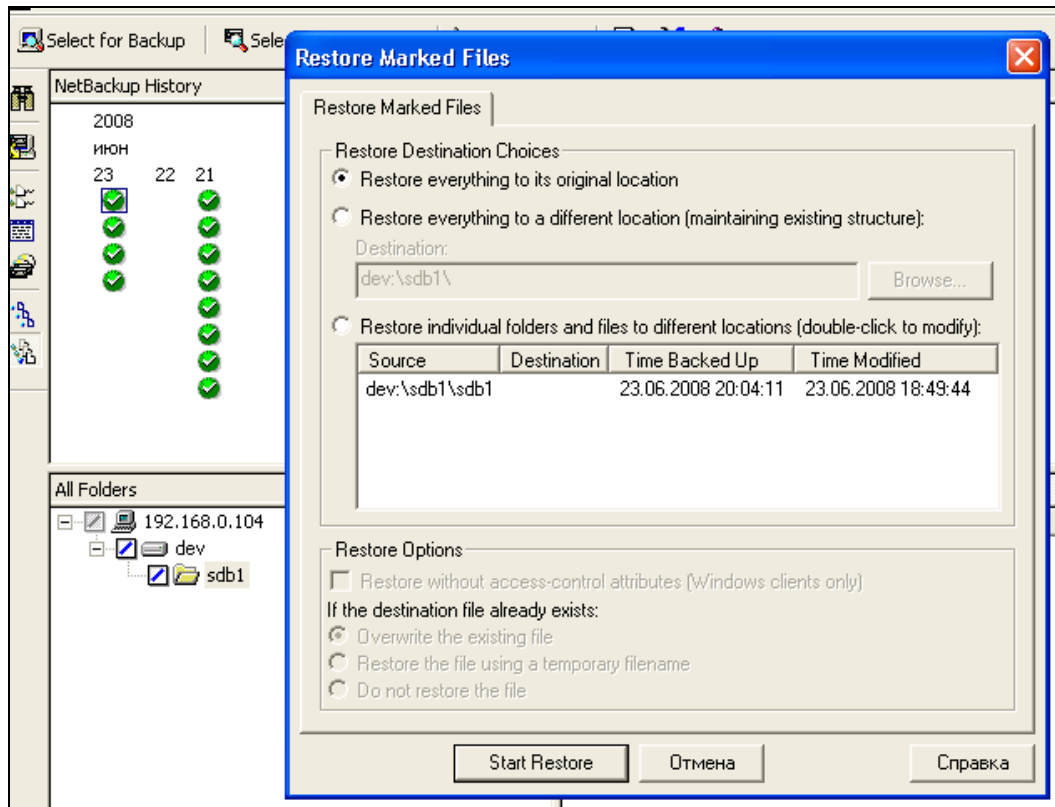 Select for Backup
Sele
NetBackup History
2008
июн
23 22 21
All Folders
192.168.0.104
dev
sdb1
Restore Marked Files
Restore Marked Files
Restore Destination Choices
Restore everything to its original location
Restore everything to a different location (maintaining existing structure):
Destination:
dev:\sdb1\
Browse...
Restore individual folders and files to different locations (double-click to modify):
Source Destination Time Backed Up Time Modified
dev:\sdb1\sdb1 23.06.2008 20:04:11 23.06.2008 18:49:44
Restore Options
Restore without access-control attributes (Windows clients only)
If the destination file already exists:
Overwrite the existing file
Restore the file using a temporary filename
Do not restore the file
Start Restore Отмена Справка